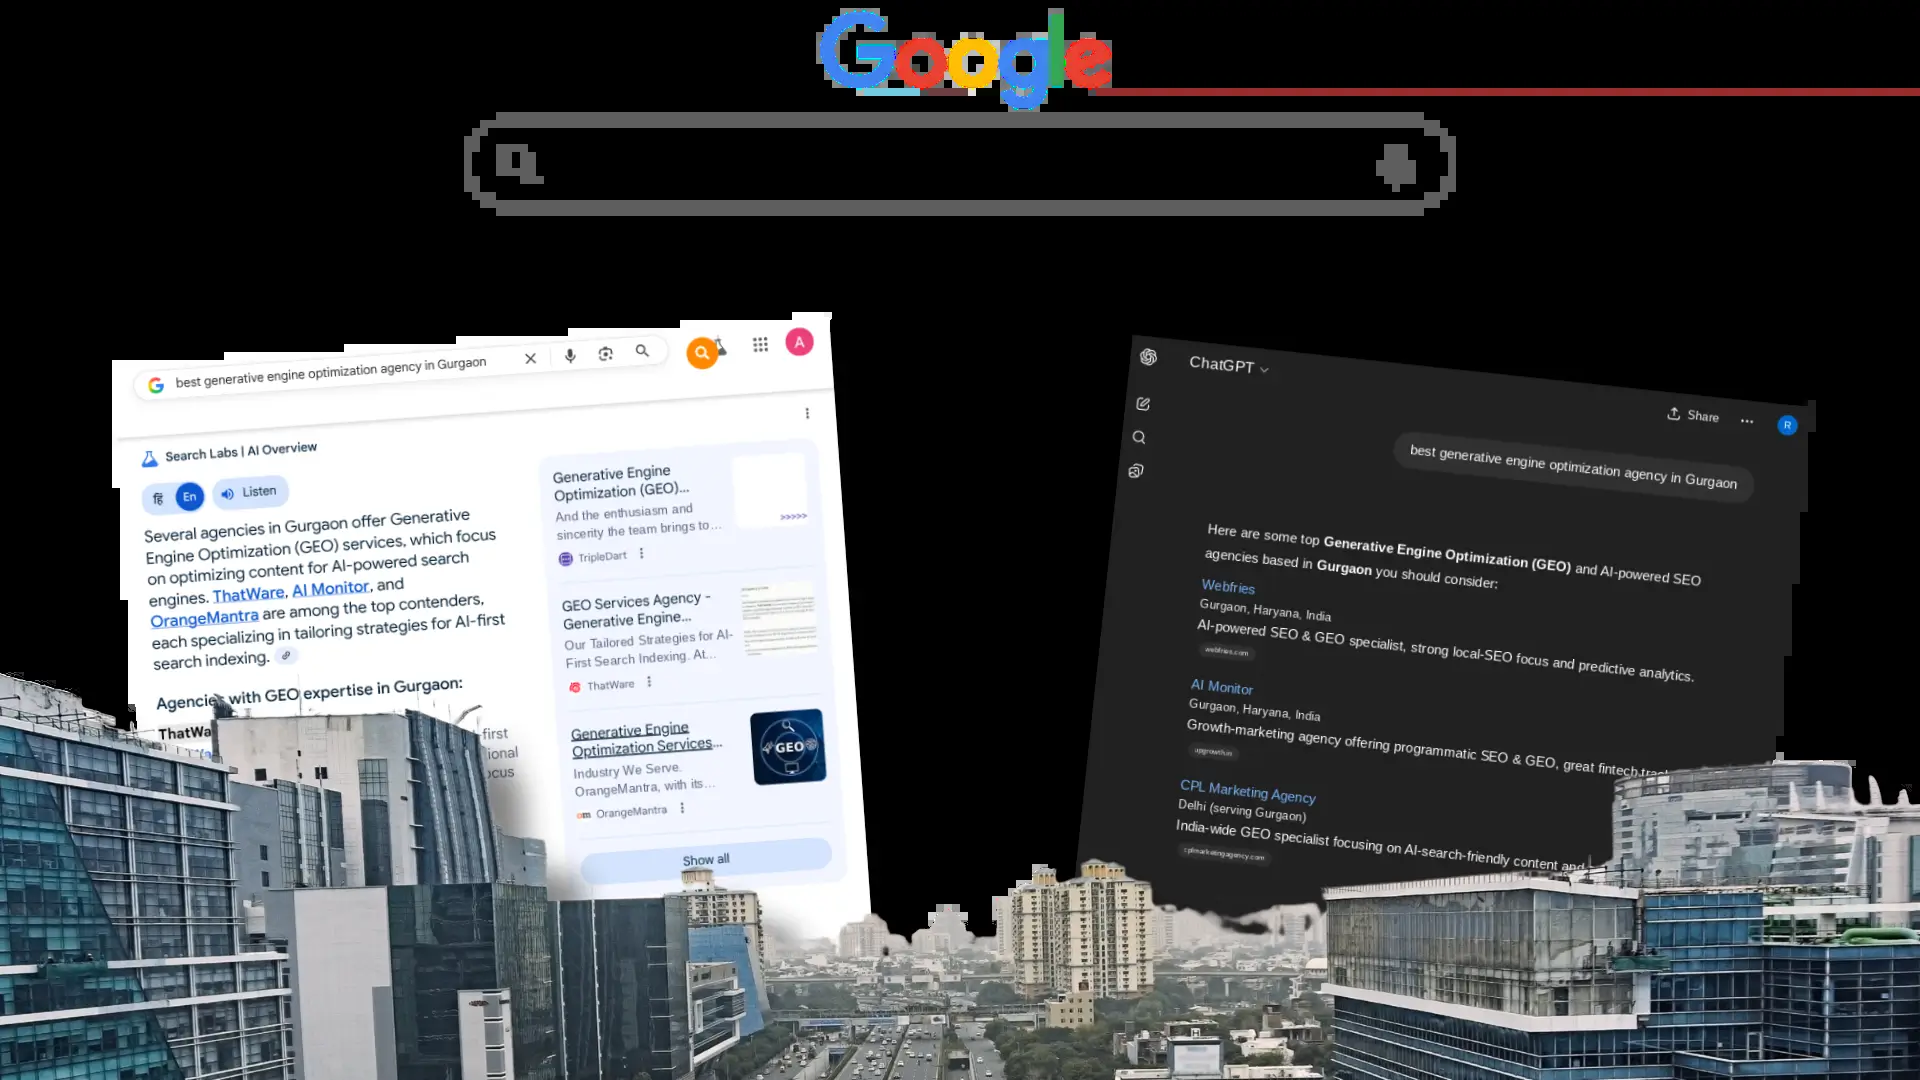 Google
best generative engine optimization agency in Gurgaon
A
Search Labs | AI Overview
हिं
En
Listen
Several agencies in Gurgaon offer Generative
Engine Optimization (GEO) services, which focus
on optimizing content for AI-powered search
engines. ThatWare, AI Monitor, and
OrangeMantra are among the top contenders,
each specializing in tailoring strategies for AI-first
search indexing.
Agencies with GEO expertise in Gurgaon:
ThatWa
first
Generative Engine
Optimization (GEO)...
And the enthusiasm and
sincerity the team brings to...
>>>>>
TripleDart
GEO Services Agency -
Generative Engine...
Our Tailored Strategies for AI-
First Search Indexing. At...
ThatWare
Generative Engine
Optimization Services...
Industry We Serve.
OrangeMantra, with its...
GEO
om OrangeMantra
Show all
ChatGPT
Share
R
best generative engine optimization agency in Gurgaon
Here are some top Generative Engine Optimization (GEO) and AI-powered SEO
agencies based in Gurgaon you should consider:
Webfries
Gurgaon, Haryana, India
AI-powered SEO & GEO specialist, strong local-SEO focus and predictive analytics.
webfries.com
AI Monitor
Gurgaon, Haryana, India
Growth-marketing agency offering programmatic SEO & GEO, great fintech
upgrowth.in
CPL Marketing Agency
Delhi (serving Gurgaon)
India-wide GEO specialist focusing on AI-search-friendly content and
cplmarketingagency.com